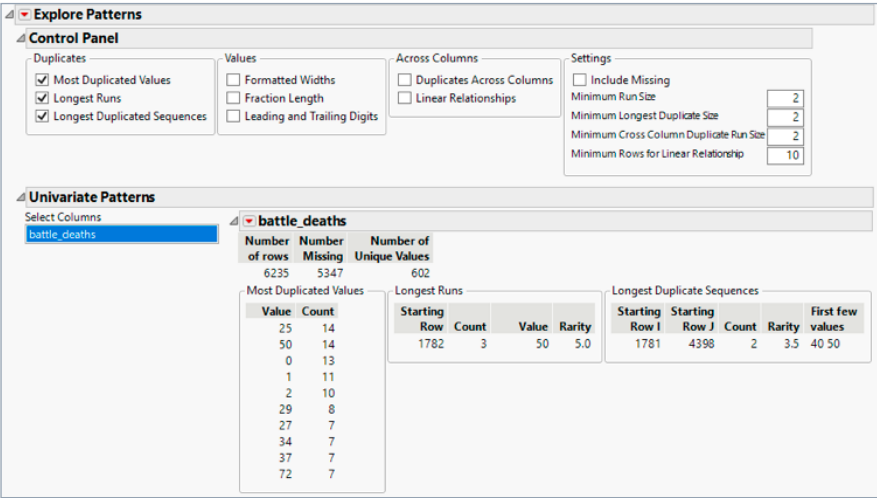 Explore Patterns
Control Panel
Duplicates
Most Duplicated Values
Longest Runs
Longest Duplicated Sequences
Values
Formatted Widths
Fraction Length
Leading and Trailing Digits
Across Columns
Duplicates Across Columns
Linear Relationships
Settings
Include Missing
Minimum Run Size 2
Minimum Longest Duplicate Size 2
Minimum Cross Column Duplicate Run Size 2
Minimum Rows for Linear Relationship 10
Univariate Patterns
Select Columns
battle_deaths
battle_deaths
Number Number Number of
of rows Missing Unique Values
6235 5347 602
Most Duplicated Values
Value Count
25 14
50 14
0 13
1 11
2 10
29 8
27 7
34 7
37 7
72 7
Longest Runs
Starting
Row Count Value Rarity
1782 3 50 5.0
Longest Duplicate Sequences
Starting Starting First few
Row I Row J Count Rarity values
1781 4398 2 3.5 40 50